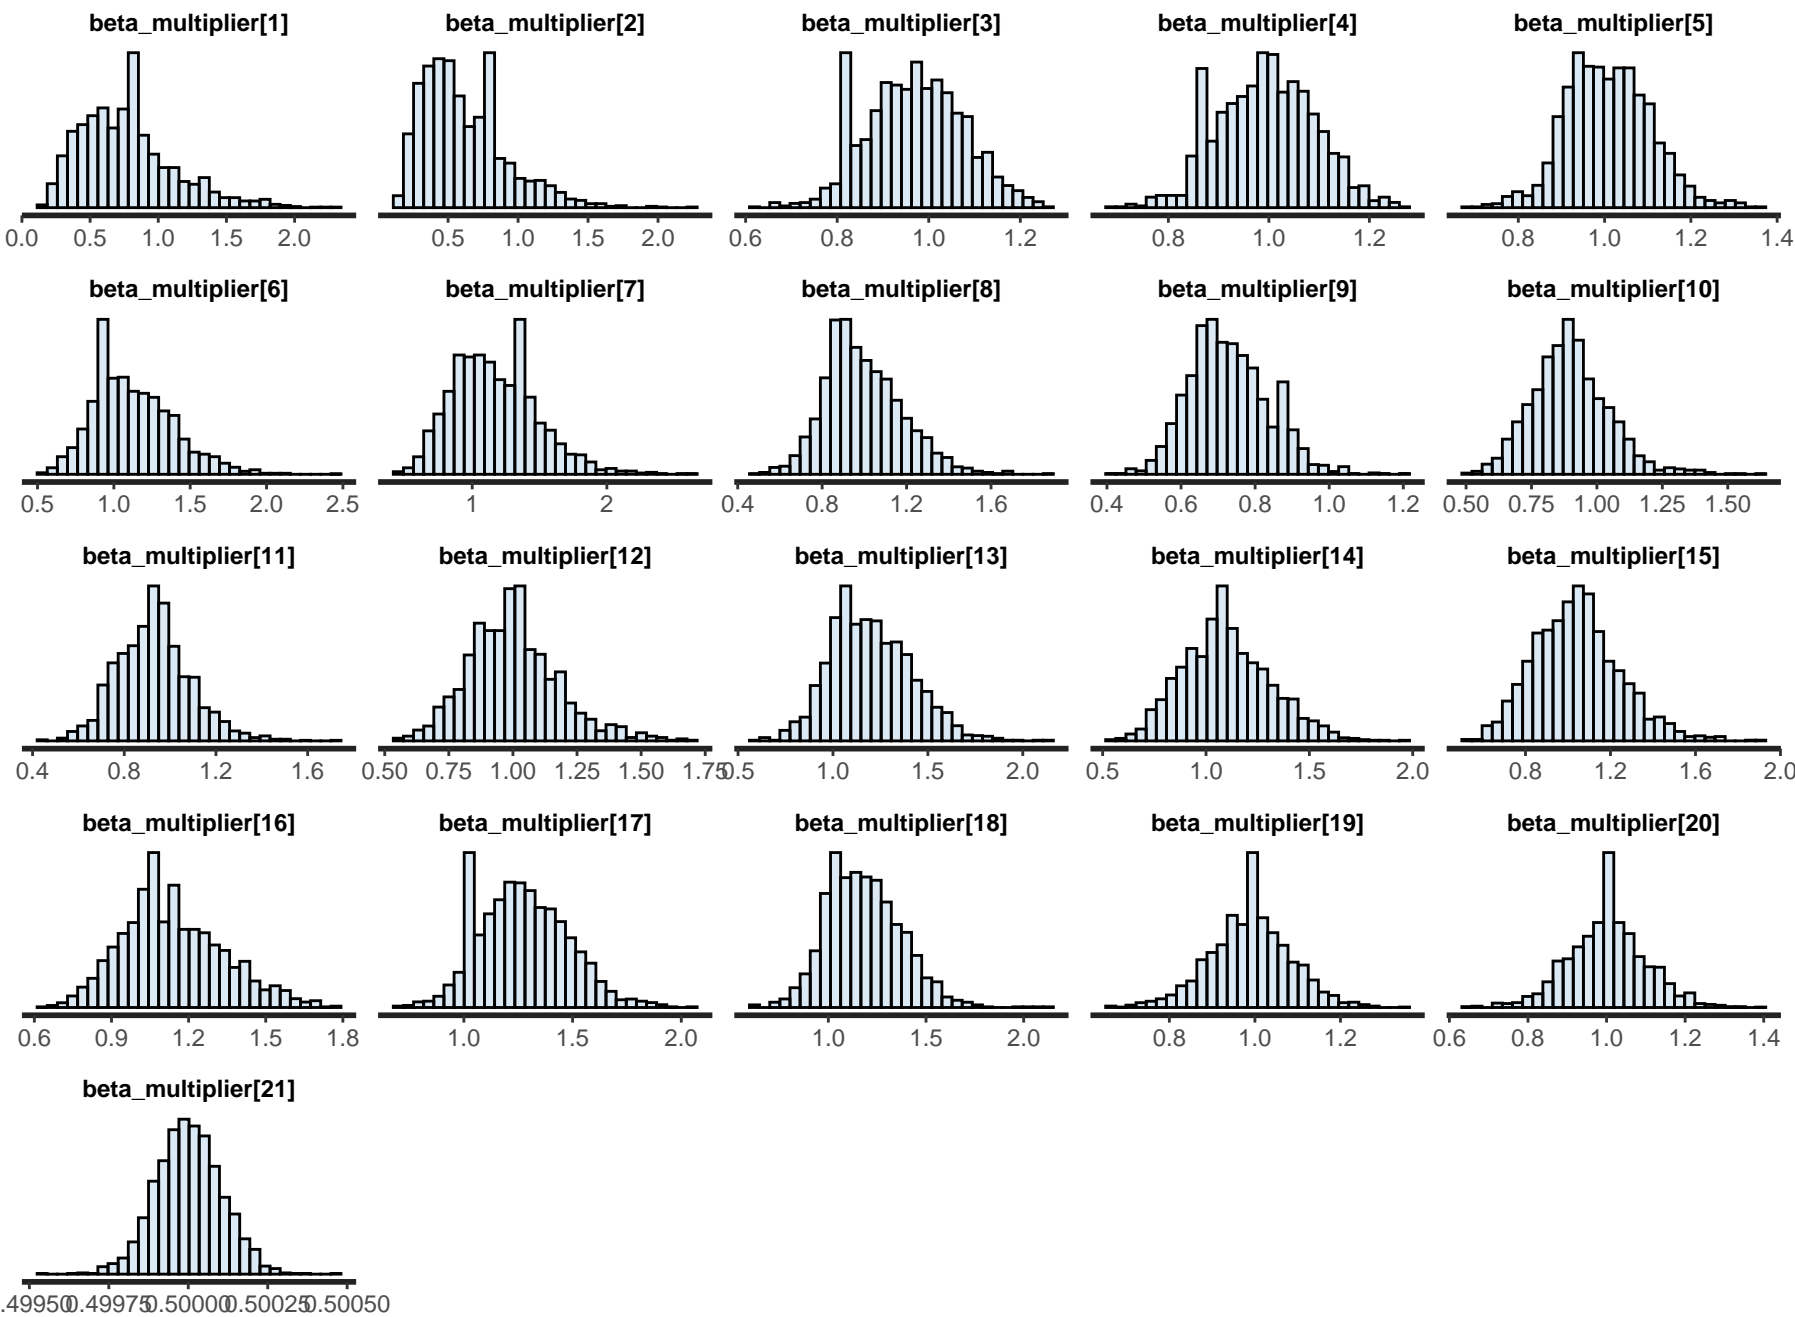 beta_multiplier[1] beta_multiplier[2] beta_multiplier[3] beta_multiplier[4] beta_multiplier[5]
0.0 0.5 1.0 1.5 2.0 0.5 1.0 1.5 2.0 0.6 0.8 1.0 1.2 0.8 1.0 1.2 0.8 1.0 1.2 1.4
beta_multiplier[6] beta_multiplier[7] beta_multiplier[8] beta_multiplier[9] beta_multiplier[10]
0.5 1.0 1.5 2.0 2.5 1 2 0.4 0.8 1.2 1.6 0.4 0.6 0.8 1.0 1.2 0.50 0.75 1.00 1.25 1.50
beta_multiplier[11] beta_multiplier[12] beta_multiplier[13] beta_multiplier[14] beta_multiplier[15]
0.4 0.8 1.2 1.6 0.50 0.75 1.00 1.25 1.50 1.75 0.5 1.0 1.5 2.0 0.5 1.0 1.5 2.0 0.8 1.2 1.6 2.0
beta_multiplier[16] beta_multiplier[17] beta_multiplier[18] beta_multiplier[19] beta_multiplier[20]
0.6 0.9 1.2 1.5 1.8 1.0 1.5 2.0 1.0 1.5 2.0 0.8 1.0 1.2 0.6 0.8 1.0 1.2 1.4
beta_multiplier[21]
.49950 0.49975 0.50000 0.50025 0.50050